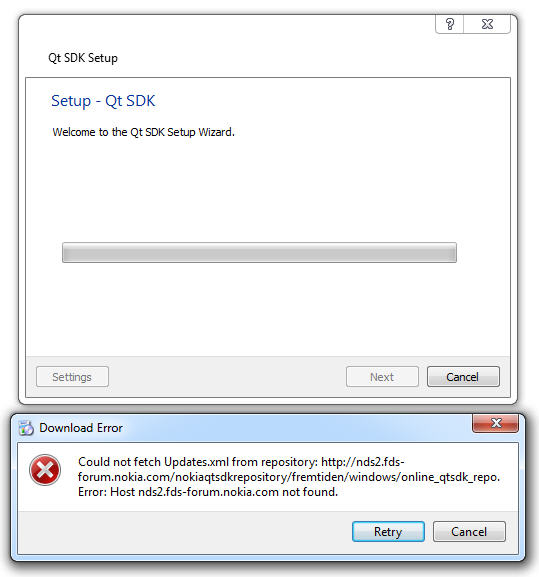 ?
Qt SDK Setup
Setup - Qt SDK
Welcome to the Qt SDK Setup Wizard.
Settings
Next
Cancel
Download Error
Could not fetch Updates.xml from repository: http://nds2.fds-
forum.nokia.com/nokiaqtsdkrepository/fremtiden/windows/online_qtsdk_repo.
Error: Host nds2.fds-forum.nokia.com not found.
Retry
Cancel